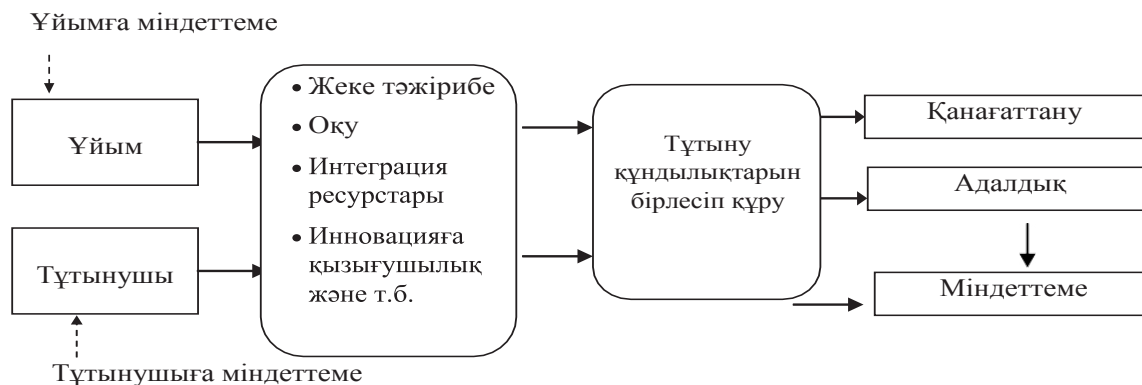 Ұйымға міндеттеме
Ұйым
Тұтынушы
Тұтынушыға міндеттеме
• Жеке тәжірибе
• Оқу
• Интеграция
ресурстары
• Инновацияға
қызығушылық
және т.б.
Тұтыну
құндылықтарын
бірлесіп құру
Қанағаттану
Адалдық
Міндеттеме